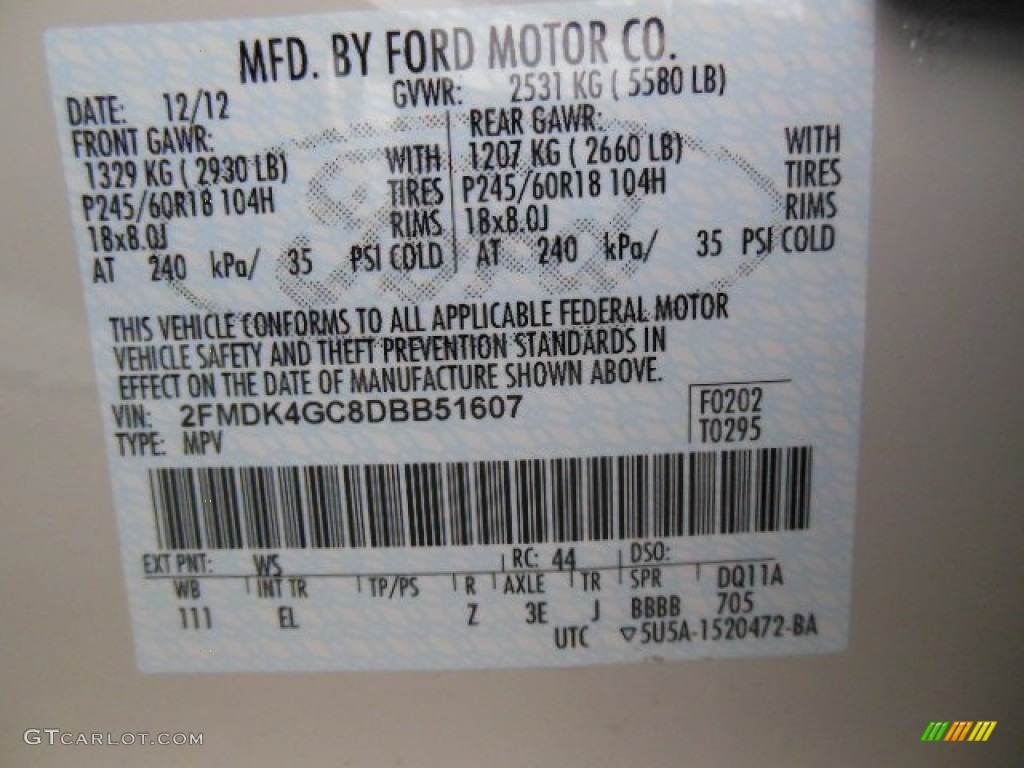 MFD. BY FORD MOTOR CO.
DATE: 12/12 GVWR: 2531 KG ( 5580 LB)
FRONT GAWR: REAR GAWR:
1329 KG ( 2930 LB) WITH 1207 KG ( 2660 LB) WITH
P245/60R18 104H TIRES P245/60R18 104H TIRES
18x8.0J RIMS 18x8.0J RIMS
AT 240 kPa/ 35 PSI COLD AT 240 kPa/ 35 PSI COLD
THIS VEHICLE CONFORMS TO ALL APPLICABLE FEDERAL MOTOR
VEHICLE SAFETY AND THEFT PREVENTION STANDARDS IN
EFFECT ON THE DATE OF MANUFACTURE SHOWN ABOVE.
VIN: 2FMDK4GC8DBB51607 F0202
TYPE: MPV T0295
EXT PNT: WS RC: 44 DSO:
WB INT TR TP/PS R AXLE TR SPR DQ11A
111 EL Z 3E J BBBB 705
UTC ▽5U5A-1520472-BA
GTCARLOT.COM